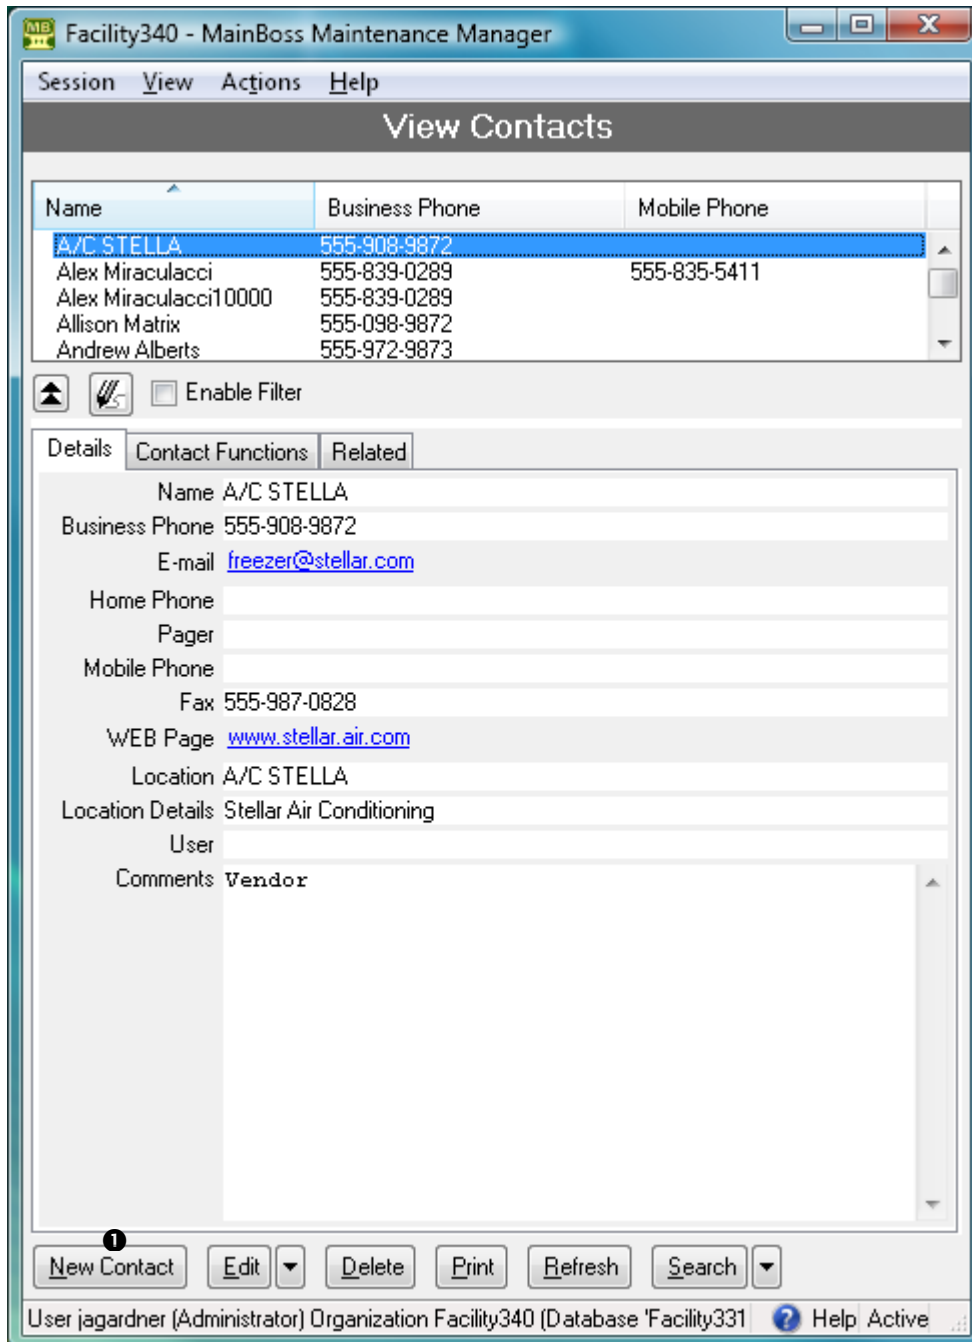 MB
Facility340 - MainBoss Maintenance Manager
Session View Actions Help
View Contacts
Name Business Phone Mobile Phone
A/C STELLA 555-908-9872
Alex Miraculacci 555-839-0289 555-835-5411
Alex Miraculacci10000 555-839-0289
Allison Matrix 555-098-9872
Andrew Alberts 555-972-9873
Enable Filter
Details Contact Functions Related
Name A/C STELLA
Business Phone 555-908-9872
E-mail freezer@stellar.com
Home Phone
Pager
Mobile Phone
Fax 555-987-0828
WEB Page www.stellar.air.com
Location A/C STELLA
Location Details Stellar Air Conditioning
User
Comments Vendor
❶
New Contact Edit Delete Print Refresh Search
User jagardner (Administrator) Organization Facility340 (Database 'Facility331 ? Help Active